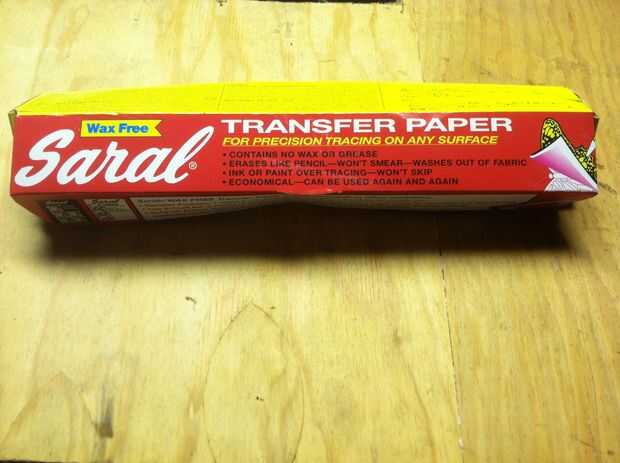 Wax Free
Saral®
TRANSFER PAPER
FOR PRECISION TRACING ON ANY SURFACE
• CONTAINS NO WAX OR GREASE
• ERASES LIKE PENCIL—WON'T SMEAR—WASHES OUT OF FABRIC
• INK OR PAINT OVER TRACING—WON'T SKIP
• ECONOMICAL—CAN BE USED AGAIN AND AGAIN
Saral